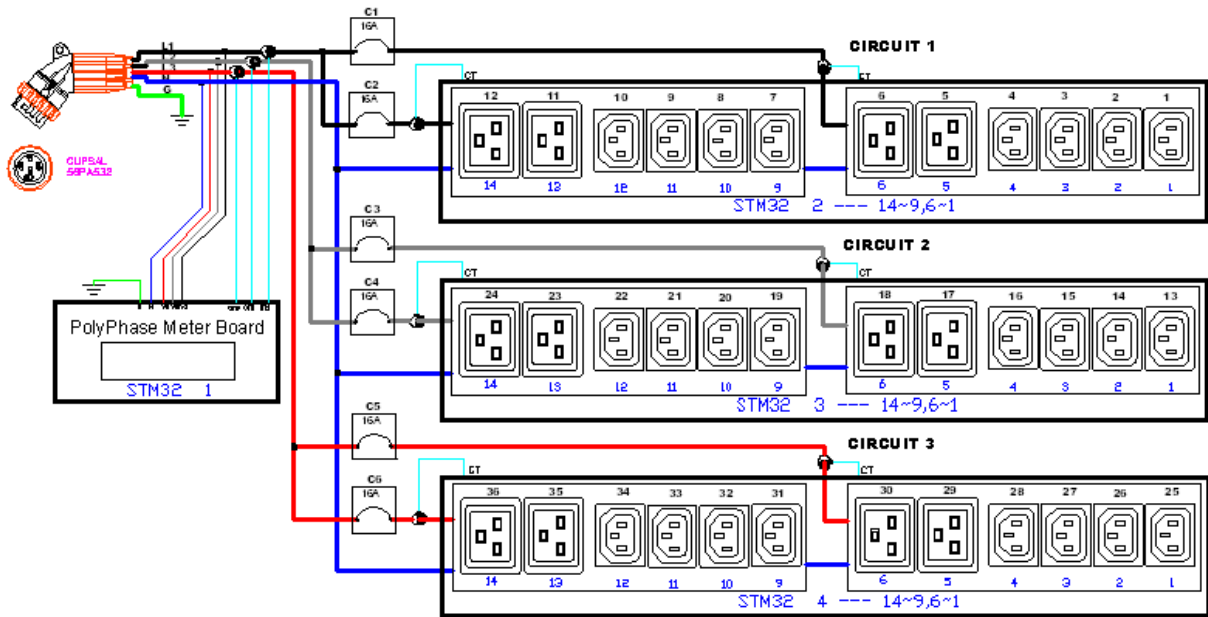 C1
16A
L1
G
CIRCUIT 1
C2
16A
CT
CT
12 11 10 9 8 7 6 5 4 3 2 1
14 13 12 11 10 9 6 5 4 3 2 1
STM32 2 --- 14~9,6~1
CLIPSAL
56PA532
C3
16A
CIRCUIT 2
C4
16A
CT
CT
24 23 22 21 20 19 18 17 16 15 14 13
14 13 12 11 10 9 6 5 4 3 2 1
STM32 3 --- 14~9,6~1
PolyPhase Meter Board
STM32 1
C5
16A
CIRCUIT 3
C6
16A
CT
CT
36 35 34 33 32 31 30 29 28 27 26 25
14 13 12 11 10 9 6 5 4 3 2 1
STM32 4 --- 14~9,6~1